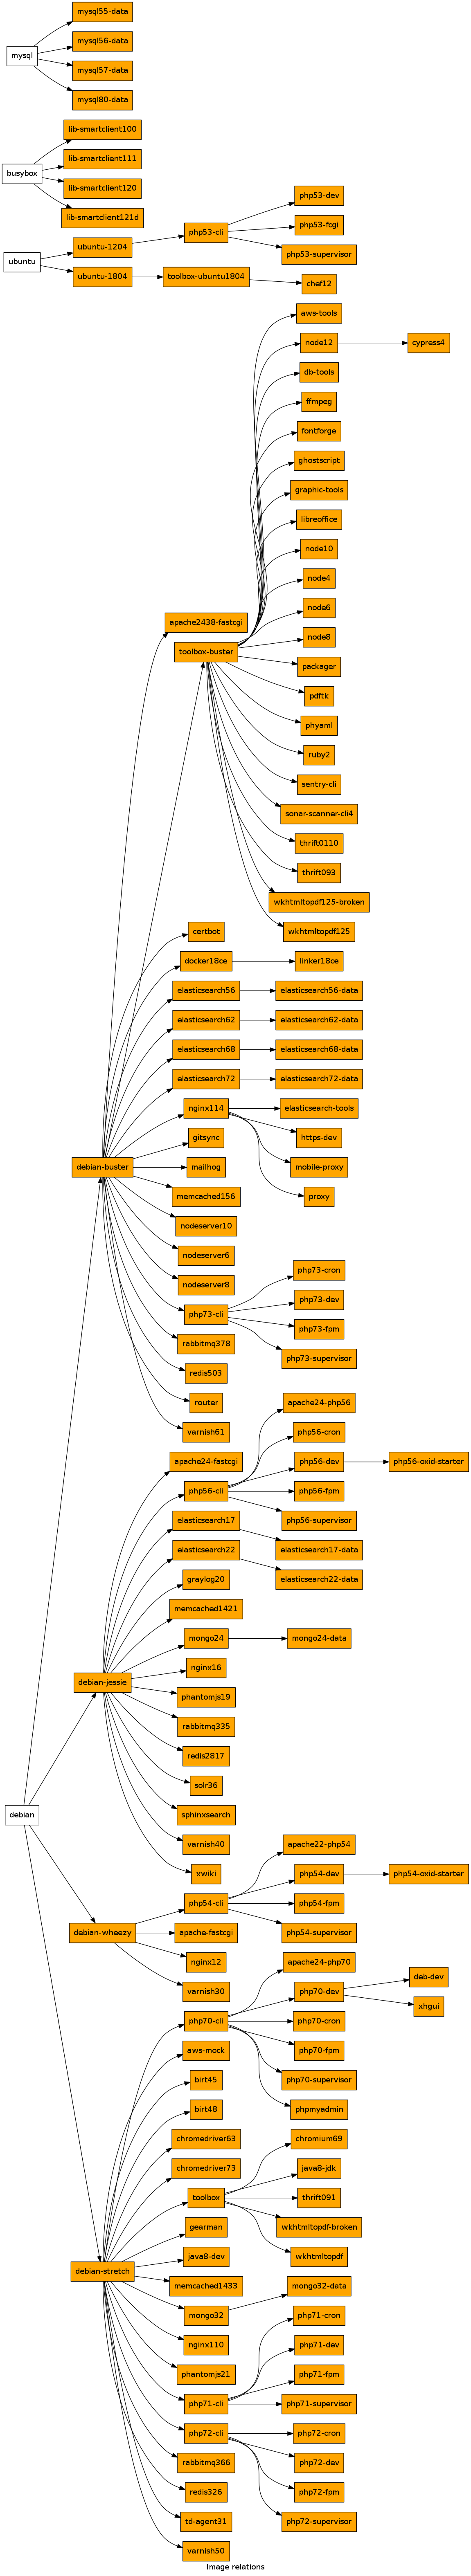 mysql55-data
mysql56-data
mysql
mysql57-data
mysql80-data
lib-smartclient100
lib-smartclient111
busybox
lib-smartclient120
lib-smartclient121d
php53-dev
php53-fcgi
php53-cli
ubuntu-1204
php53-supervisor
ubuntu
ubuntu-1804
toolbox-ubuntu1804
chef12
aws-tools
node12
cypress4
db-tools
ffmpeg
fontforge
ghostscript
graphic-tools
libreoffice
node10
node4
node6
apache2438-fastcgi
node8
toolbox-buster
packager
pdftk
phyaml
ruby2
sentry-cli
sonar-scanner-cli4
thrift0110
thrift093
wkhtmltopdf125-broken
certbot
wkhtmltopdf125
docker18ce
linker18ce
elasticsearch56
elasticsearch56-data
elasticsearch62
elasticsearch62-data
elasticsearch68
elasticsearch68-data
elasticsearch72
elasticsearch72-data
nginx114
elasticsearch-tools
gitsync
https-dev
debian-buster
mailhog
mobile-proxy
memcached156
proxy
nodeserver10
nodeserver6
php73-cron
nodeserver8
php73-dev
php73-cli
php73-fpm
rabbitmq378
php73-supervisor
redis503
router
apache24-php56
varnish61
php56-cron
apache24-fastcgi
php56-dev
php56-oxid-starter
php56-cli
php56-fpm
elasticsearch17
php56-supervisor
elasticsearch22
elasticsearch17-data
graylog20
elasticsearch22-data
memcached1421
mongo24
mongo24-data
nginx16
debian-jessie
phantomjs19
rabbitmq335
redis2817
solr36
debian
sphinxsearch
varnish40
apache22-php54
xwiki
php54-dev
php54-oxid-starter
php54-cli
php54-fpm
debian-wheezy
apache-fastcgi
php54-supervisor
nginx12
apache24-php70
deb-dev
varnish30
php70-dev
xhgui
php70-cli
php70-cron
aws-mock
php70-fpm
birt45
php70-supervisor
birt48
phpmyadmin
chromedriver63
chromium69
chromedriver73
java8-jdk
toolbox
thrift091
gearman
wkhtmltopdf-broken
java8-dev
wkhtmltopdf
debian-stretch
memcached1433
mongo32-data
mongo32
php71-cron
nginx110
php71-dev
phantomjs21
php71-fpm
php71-cli
php71-supervisor
php72-cli
php72-cron
rabbitmq366
php72-dev
redis326
php72-fpm
td-agent31
php72-supervisor
varnish50
Image relations